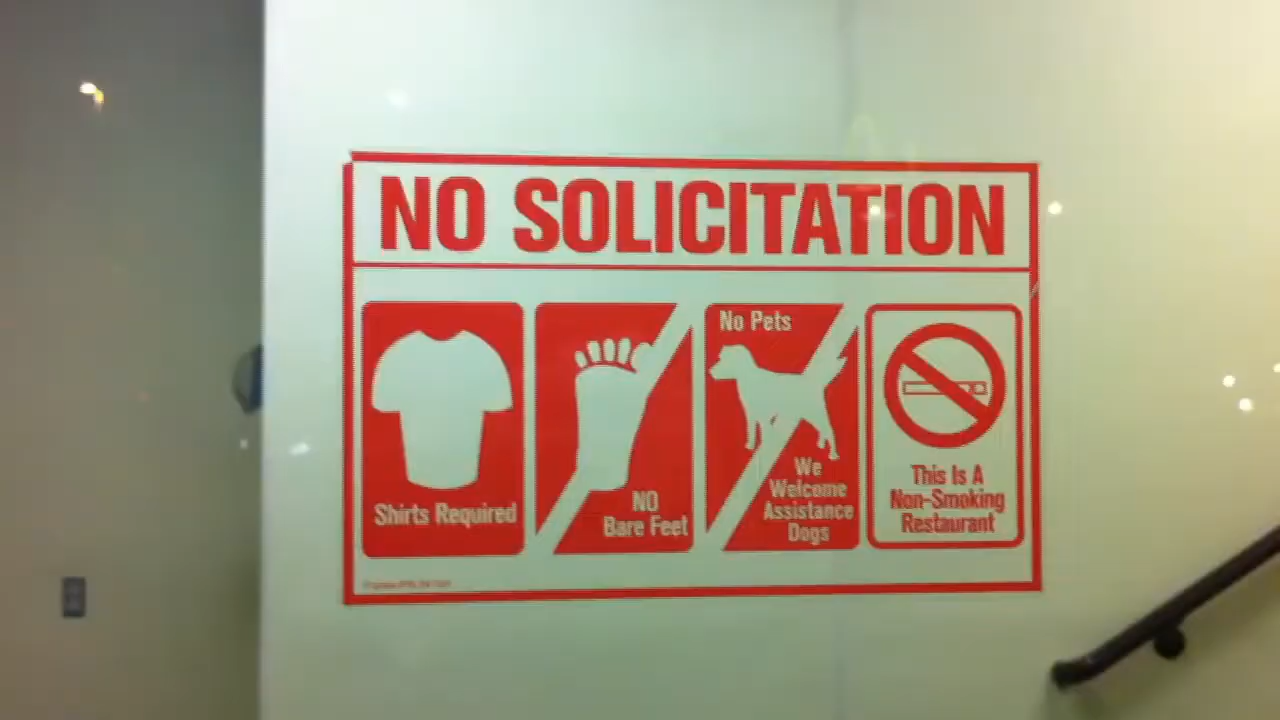 NO SOLICITATION
Shirts Required
NO
Bare Feet
No Pets
We
Welcome
Assistance
Dogs
This Is A
Non-Smoking
Restaurant